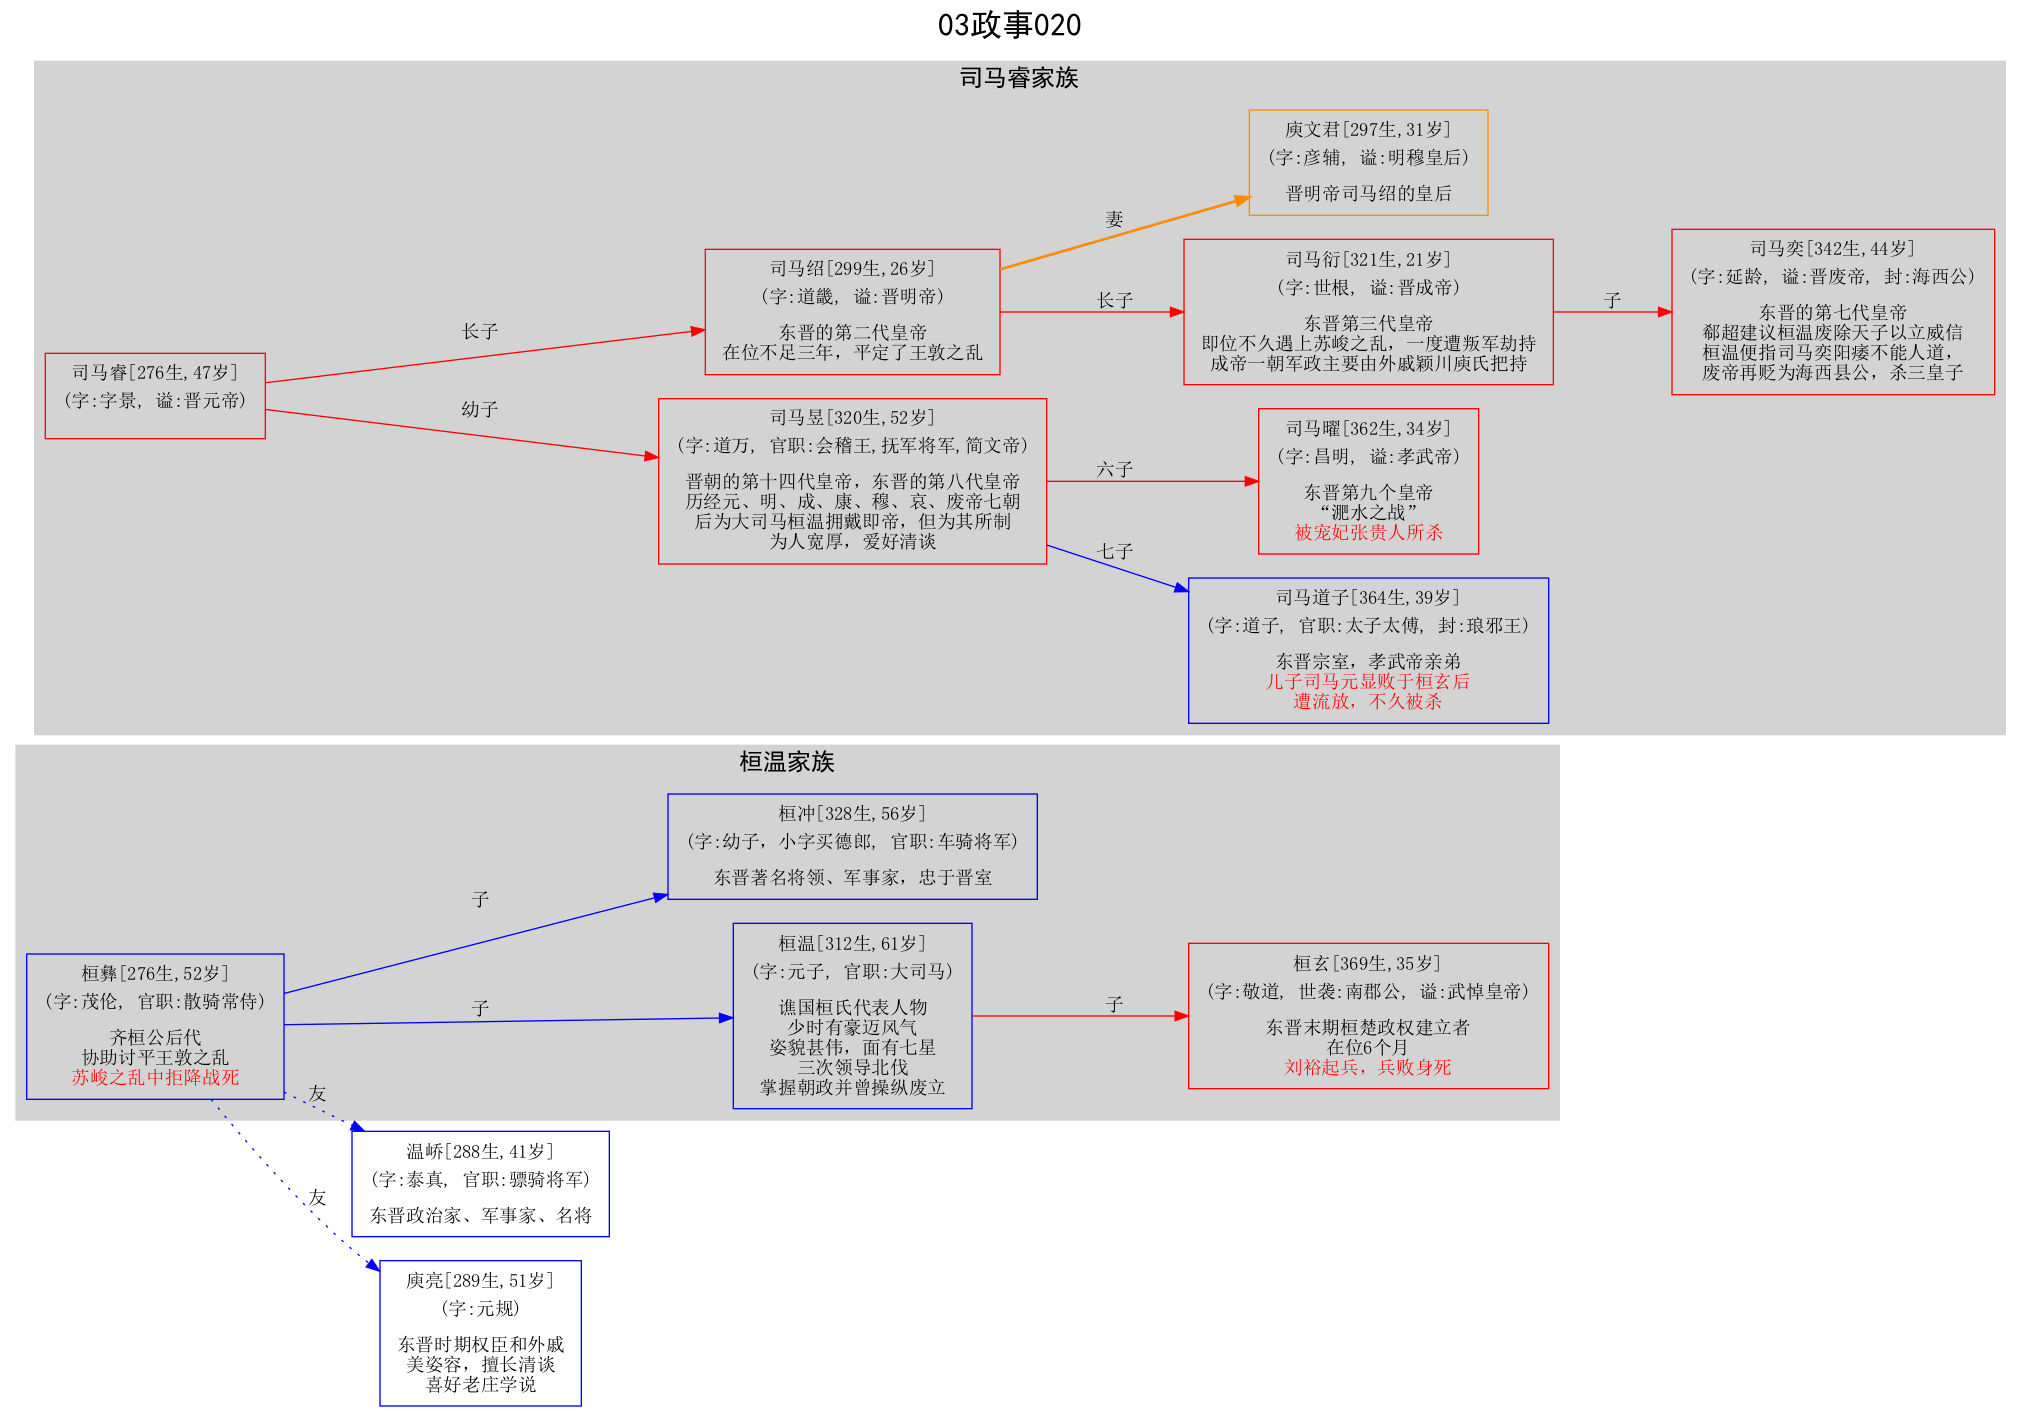 03政事020
司马睿家族
庾文君[297生,31岁]
(字:彦辅, 谥:明穆皇后)
晋明帝司马绍的皇后
妻
司马绍[299生,26岁]
(字:道畿, 谥:晋明帝)
东晋的第二代皇帝
在位不足三年，平定了王敦之乱
长子
司马衍[321生,21岁]
(字:世根, 谥:晋成帝)
东晋第三代皇帝
即位不久遇上苏峻之乱，一度遭叛军劫持
成帝一朝军政主要由外戚颍川庾氏把持
子
司马奕[342生,44岁]
(字:延龄, 谥:晋废帝, 封:海西公)
东晋的第七代皇帝
郗超建议桓温废除天子以立威信
桓温便指司马奕阳痿不能人道，
废帝再贬为海西县公，杀三皇子
长子
司马睿[276生,47岁]
(字:字景, 谥:晋元帝)
幼子
司马昱[320生,52岁]
(字:道万, 官职:会稽王,抚军将军,简文帝)
晋朝的第十四代皇帝，东晋的第八代皇帝
历经元、明、成、康、穆、哀、废帝七朝
后为大司马桓温拥戴即帝，但为其所制
为人宽厚，爱好清谈
六子
司马曜[362生,34岁]
(字:昌明, 谥:孝武帝)
东晋第九个皇帝
“淝水之战”
被宠妃张贵人所杀
七子
司马道子[364生,39岁]
(字:道子, 官职:太子太傅, 封:琅邪王)
东晋宗室，孝武帝亲弟
儿子司马元显败于桓玄后
遭流放，不久被杀
桓温家族
桓冲[328生,56岁]
(字:幼子，小字买德郎, 官职:车骑将军)
东晋著名将领、军事家，忠于晋室
子
桓彝[276生,52岁]
(字:茂伦, 官职:散骑常侍)
齐桓公后代
协助讨平王敦之乱
苏峻之乱中拒降战死
子
桓温[312生,61岁]
(字:元子, 官职:大司马)
谯国桓氏代表人物
少时有豪迈风气
姿貌甚伟，面有七星
三次领导北伐
掌握朝政并曾操纵废立
子
桓玄[369生,35岁]
(字:敬道, 世袭:南郡公, 谥:武悼皇帝)
东晋末期桓楚政权建立者
在位6个月
刘裕起兵，兵败身死
友
温峤[288生,41岁]
(字:泰真, 官职:骠骑将军)
东晋政治家、军事家、名将
友
庾亮[289生,51岁]
(字:元规)
东晋时期权臣和外戚
美姿容，擅长清谈
喜好老庄学说